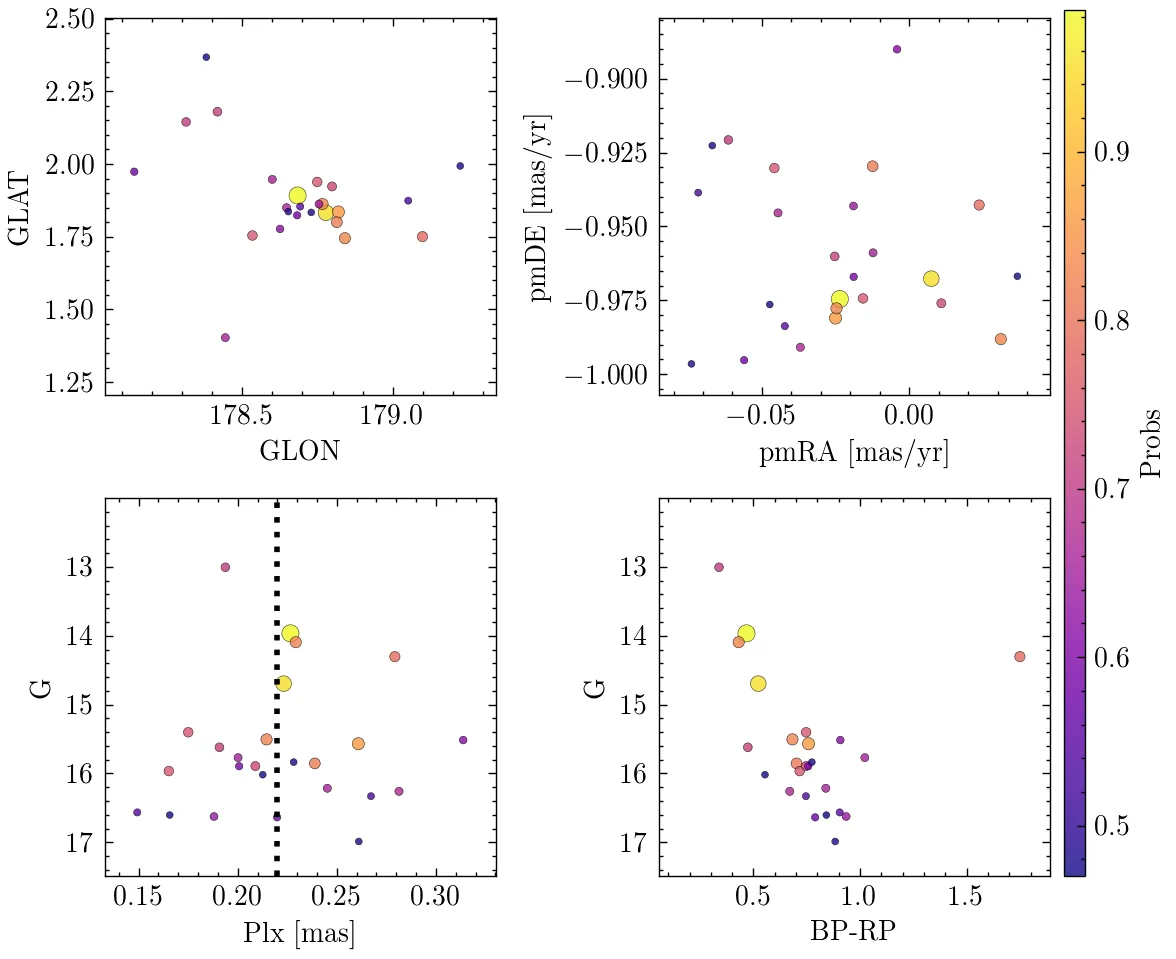 2.50
2.25
2.00
1.75
1.50
1.25
GLAT
178.5 179.0
GLON
−0.900
−0.925
−0.950
−0.975
−1.000
pmDE [mas/yr]
−0.05 0.00
pmRA [mas/yr]
13
14
15
16
17
G
0.15 0.20 0.25 0.30
Plx [mas]
13
14
15
16
17
G
0.5 1.0 1.5
BP-RP
0.9
0.8
0.7
0.6
0.5
Probs